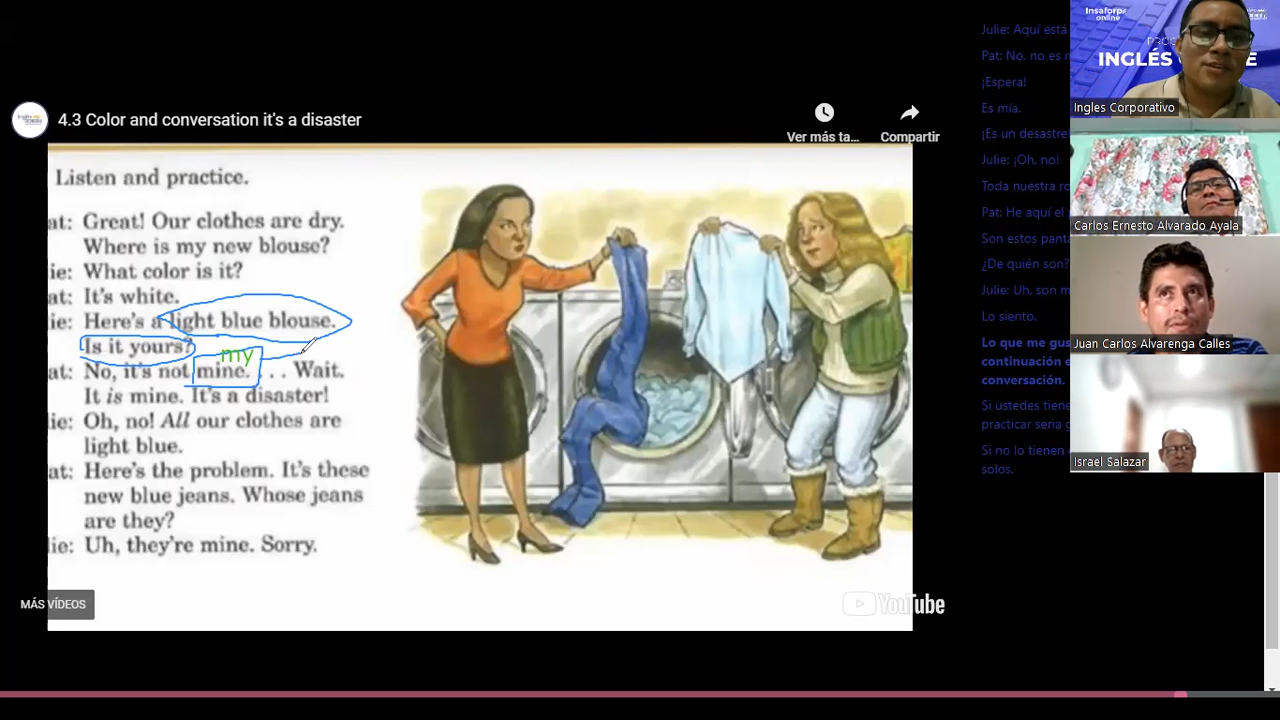 4.3 Color and conversation it's a disaster
Ver más ta...
Compartir
Listen and practice.
at: Great! Our clothes are dry.
Where is my new blouse?
ie: What color is it?
at: It's white.
lie: Here's a light blue blouse.
Is it yours?
my
at: No, it's not mine. . . . Wait.
It is mine. It's a disaster!
lie: Oh, no! All our clothes are
light blue.
at: Here's the problem. It's these
new blue jeans. Whose jeans
are they?
lie: Uh, they're mine. Sorry.
MÁS VÍDEOS
YouTube
Julie: Aquí está
Pat: No, no es
¡Espera!
Es mía.
¡Es un desastre
Julie: ¡Oh, no!
Toda nuestra
Pat: He aquí el
Son estos
¿De quién son?
Julie: Uh, son
Lo siento.
Lo que me
continuación
conversación.
Si ustedes
practicar seria
Si no lo tienen
solos.
Insaforp
online
INGLÉS
Ingles Corporativo
Carlos Ernesto Alvarado Ayala
Juan Carlos Alvarenga Calles
Israel Salazar